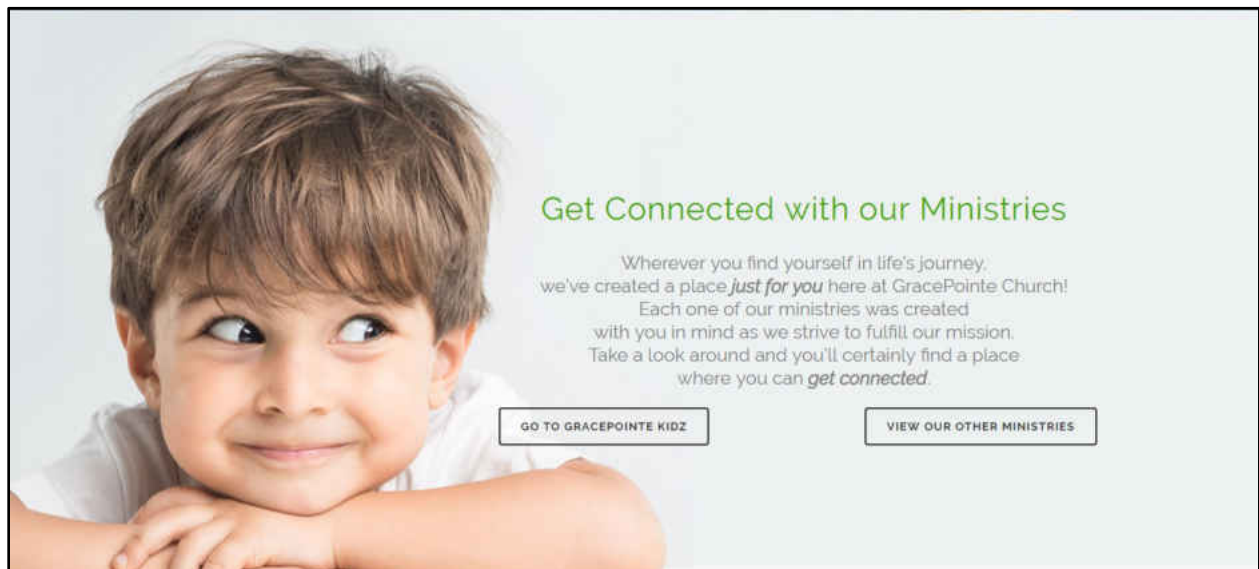 Get Connected with our Ministries
Wherever you find yourself in life's journey.
we've created a place just for you here at GracePointe Church!
Each one of our ministries was created
with you in mind as we strive to fulfill our mission.
Take a look around and you'll certainly find a place
where you can get connected.
GO TO GRACEPOINTE KIDZ
VIEW OUR OTHER MINISTRIES